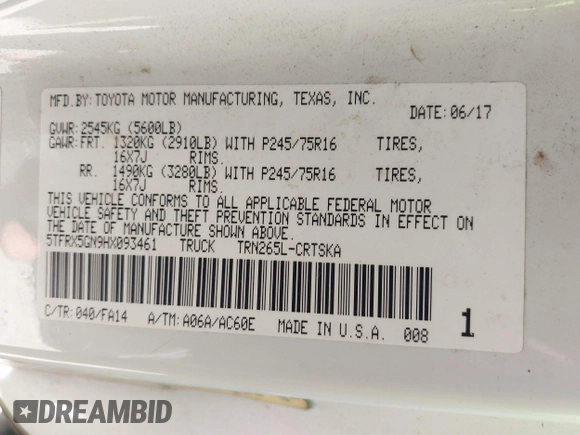 MFD.BY: TOYOTA MOTOR MANUFACTURING, TEXAS, INC.
DATE: 06/17
GVWR: 2545KG (5600LB)
GAWR: FRT. 1320KG (2910LB) WITH P245/75R16 TIRES,
16X7J RIMS.
RR. 1490KG (3280LB) WITH P245/75R16 TIRES,
16X7J RIMS.
THIS VEHICLE CONFORMS TO ALL APPLICABLE FEDERAL MOTOR
VEHICLE SAFETY AND THEFT PREVENTION STANDARDS IN EFFECT ON
THE DATE OF MANUFACTURE SHOWN ABOVE.
5TFRX5GN9HX093461 TRUCK TRN265L-CRTSKA
C/TR: 040/FA14 A/TM: A06A/AC60E MADE IN U.S.A. 008 1
DREAMBID